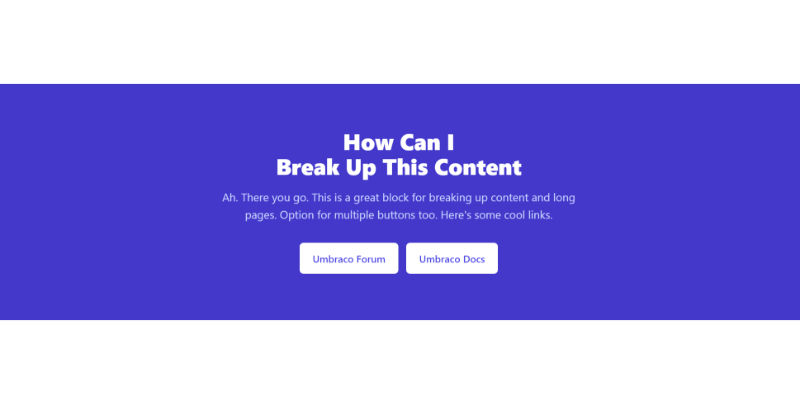 How Can I
Break Up This Content
Ah. There you go. This is a great block for breaking up content and long
pages. Option for multiple buttons too. Here's some cool links.
Umbraco Forum
Umbraco Docs